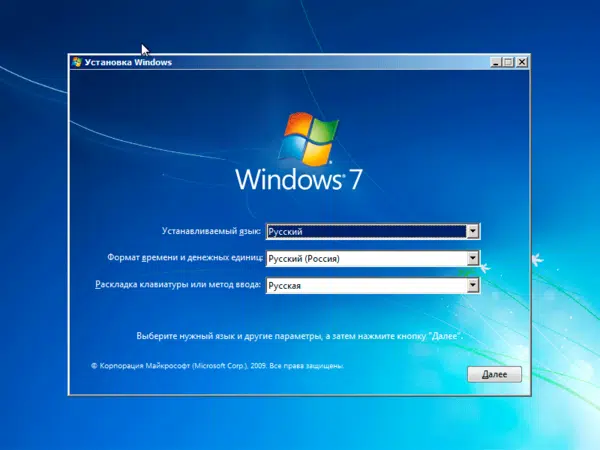 Установка Windows
Windows 7
Устанавливаемый язык: Русский
Формат времени и денежных единиц: Русский (Россия)
Раскладка клавиатуры или метод ввода: Русская
Выберите нужный язык и другие параметры, а затем нажмите кнопку "Далее".
© Корпорация Майкрософт (Microsoft Corp.), 2009. Все права защищены.
Далее